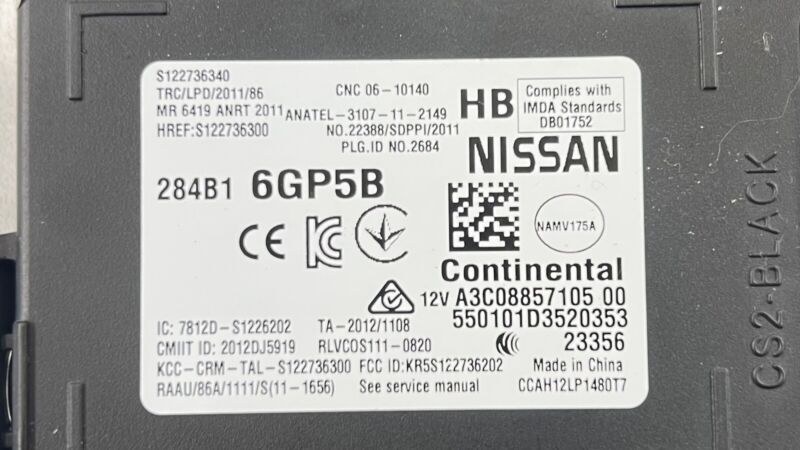 S122736340
TRC/LPD/2011/86
MR 6419 ANRT 2011
HREF:S122736300
CNC 06-10140
ANATEL-3107-11-2149
NO.22388/SDPPI/2011
PLG.ID NO.2684
HB
Complies with
IMDA Standards
DB01752
NISSAN
284B1 6GP5B
CE
NAMV175A
Continental
12V A3C08857105 00
550101D3520353
IC: 7812D-S1226202 TA-2012/1108
23356
CMIIT ID: 2012DJ5919 RLVCOS111-0820
KCC-CRM-TAL-S122736300 FCC ID:KR5S122736202 Made in China
RAAU/86A/1111/S(11-1656) See service manual CCAH12LP1480T7
CS2-BLACK